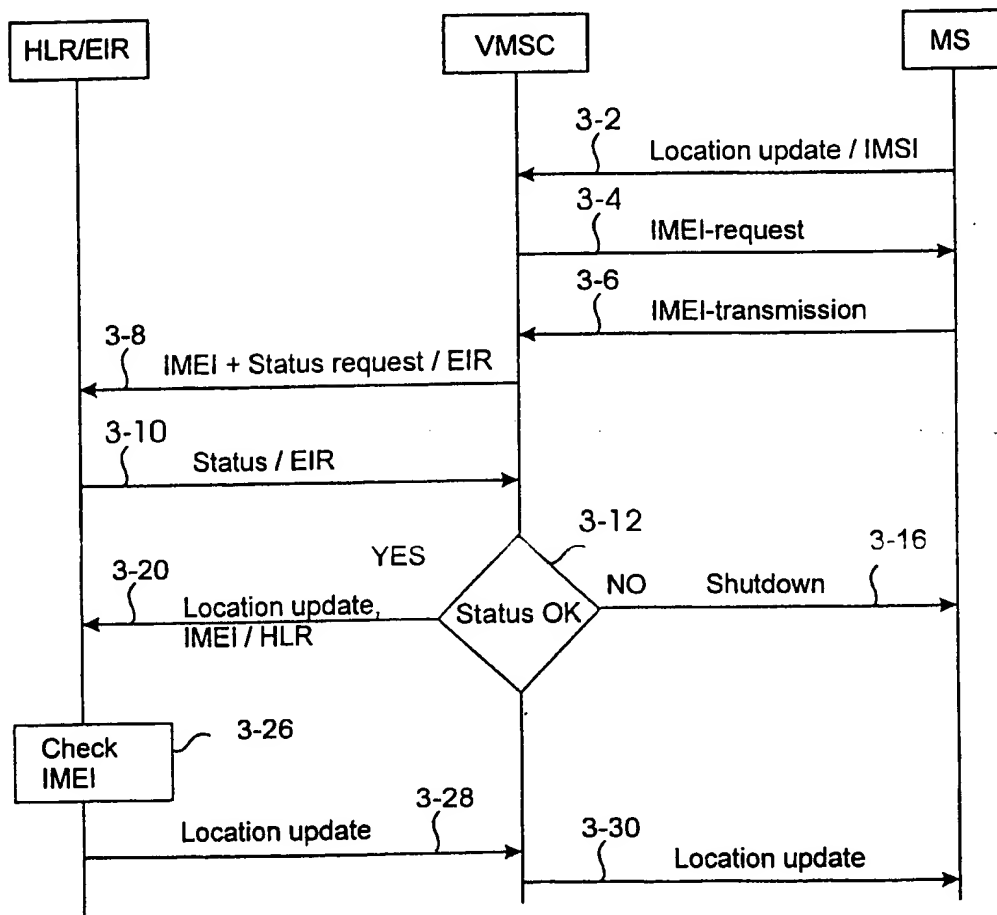 HLR/EIR
VMSC
MS
3-2
Location update / IMSI
3-4
IMEI-request
3-6
IMEI-transmission
3-8
IMEI + Status request / EIR
3-10
Status / EIR
3-12
YES
3-16
3-20
NO
Shutdown
Location update,
IMEI / HLR
Status OK
3-26
Check
IMEI
3-28
Location update
3-30
Location update